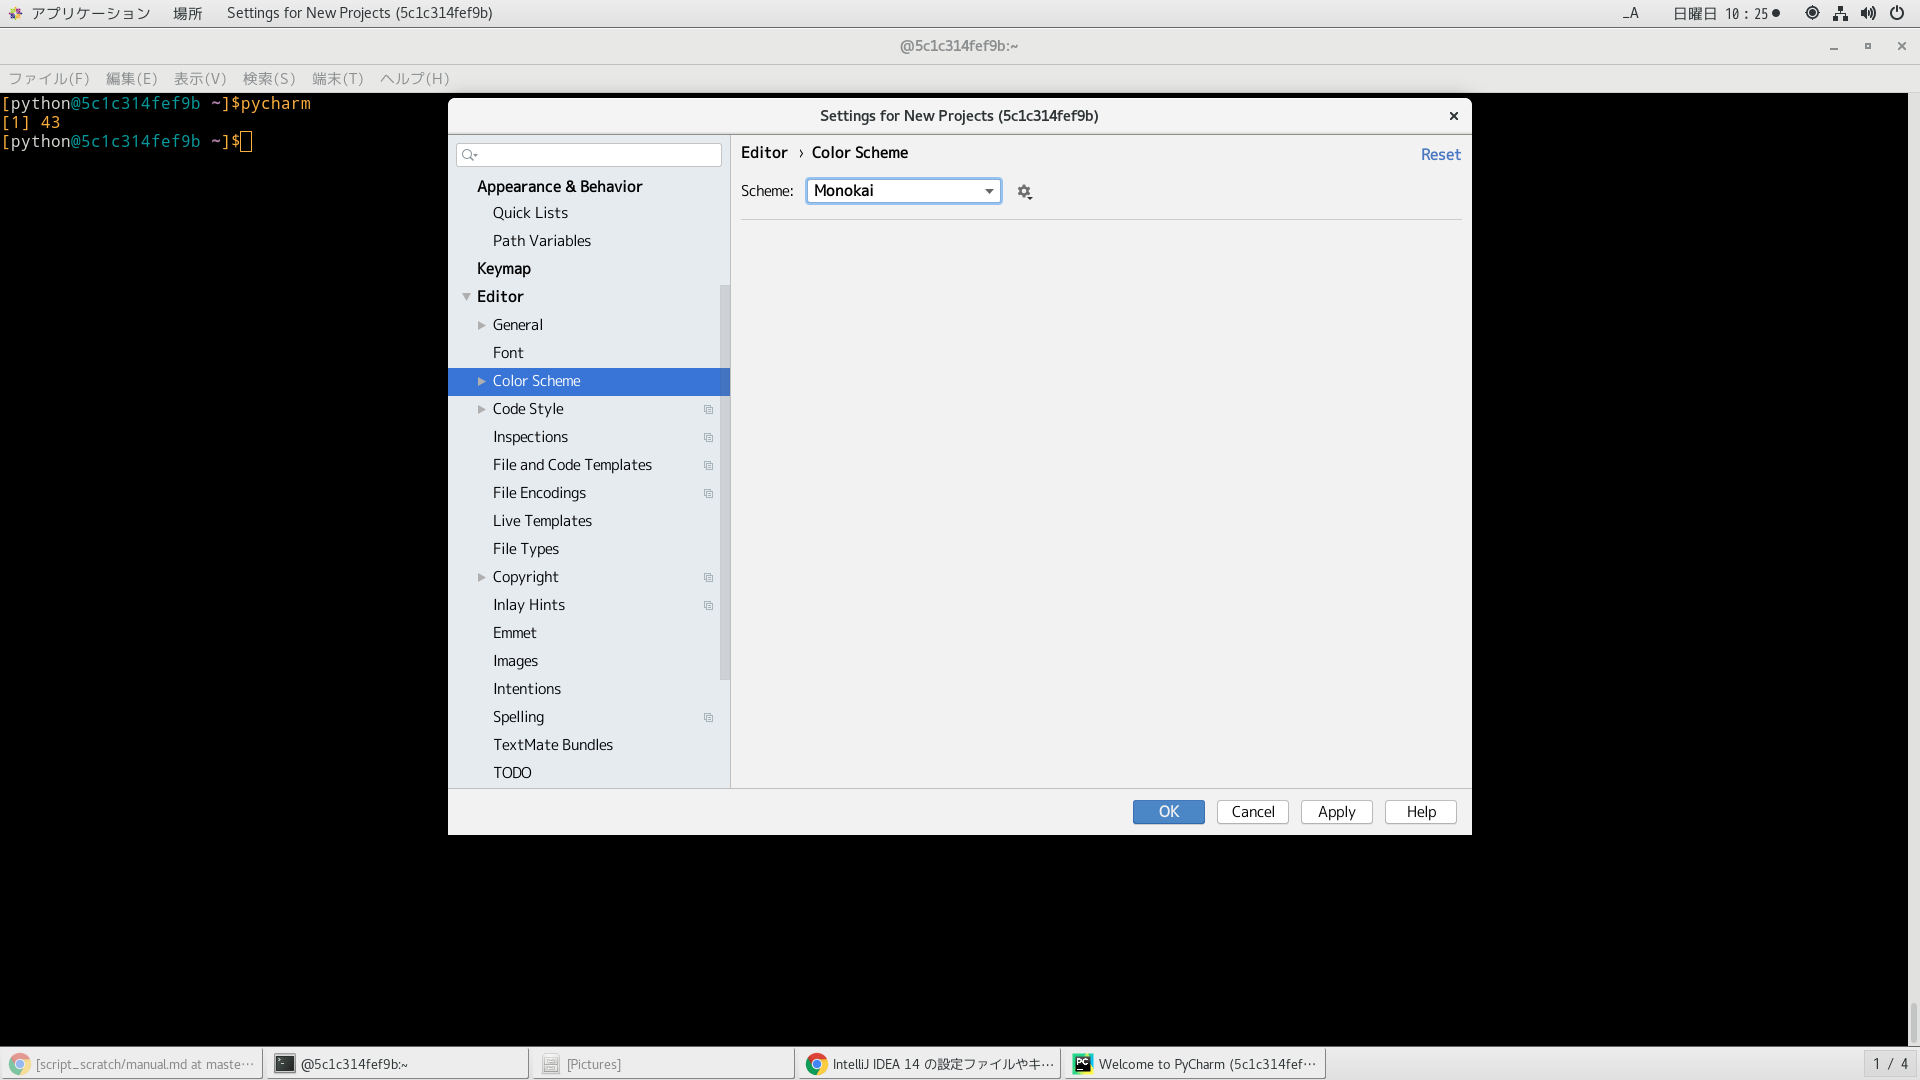 アプリケーション 場所 Settings for New Projects (5c1c314fef9b) _A 日曜日 10：25
@5c1c314fef9b:~
ファイル(F) 編集(E) 表示(V) 検索(S) 端末(T) ヘルプ(H)
[python@5c1c314fef9b ~]$pycharm
[1] 43
[python@5c1c314fef9b ~]$
Settings for New Projects (5c1c314fef9b)
Appearance & Behavior
Quick Lists
Path Variables
Keymap
Editor
General
Font
Color Scheme
Code Style
Inspections
File and Code Templates
File Encodings
Live Templates
File Types
Copyright
Inlay Hints
Emmet
Images
Intentions
Spelling
TextMate Bundles
TODO
Editor › Color Scheme
Reset
Scheme: Monokai
OK Cancel Apply Help
[script_scratch/manual.md at maste… @5c1c314fef9b:~ [Pictures] IntelliJ IDEA 14 の設定ファイルやキ… PC Welcome to PyCharm (5c1c314fef… 1 / 4